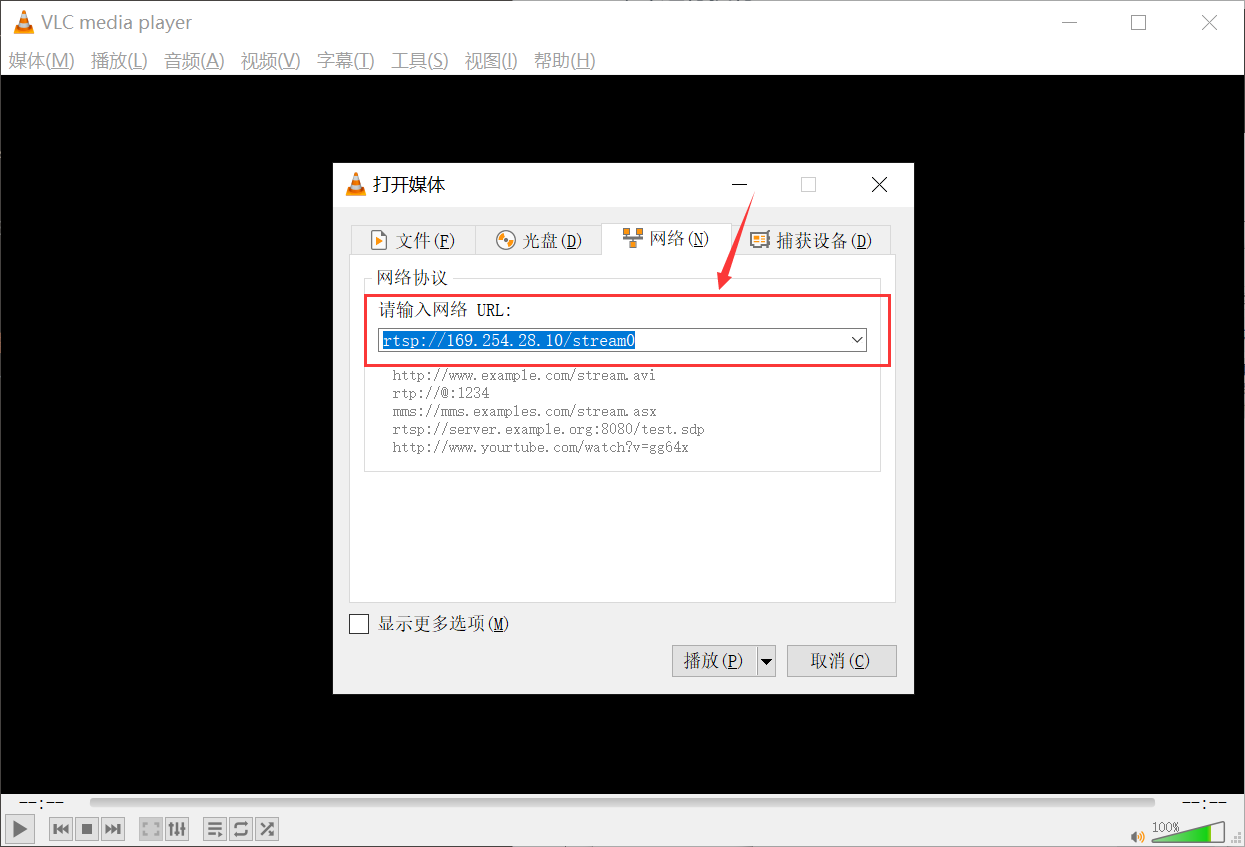 VLC media player
媒体(M) 播放(L) 音频(A) 视频(V) 字幕(T) 工具(S) 视图(I) 帮助(H)
打开媒体
文件(F) 光盘(D) 网络(N) 捕获设备(D)
网络协议
请输入网络 URL:
rtsp://169.254.28.10/stream0
http://www.example.com/stream.avi
rtp://@:1234
mms://mms.examples.com/stream.asx
rtsp://server.example.org:8080/test.sdp
http://www.yourtube.com/watch?v=gg64x
显示更多选项(M)
播放(P) 取消(C)
--:-- --:--
100%